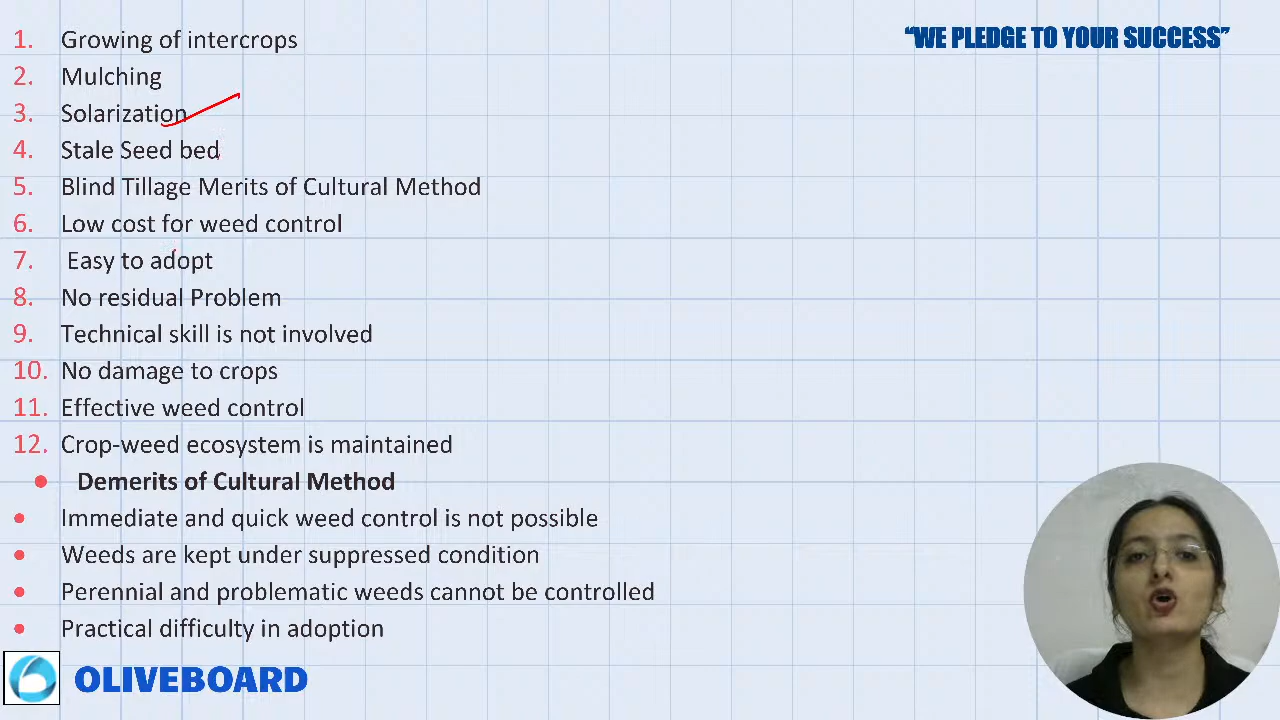 “WE PLEDGE TO YOUR SUCCESS”
1. Growing of intercrops
2. Mulching
3. Solarization
4. Stale Seed bed
5. Blind Tillage Merits of Cultural Method
6. Low cost for weed control
7. Easy to adopt
8. No residual Problem
9. Technical skill is not involved
10. No damage to crops
11. Effective weed control
12. Crop-weed ecosystem is maintained
• Demerits of Cultural Method
• Immediate and quick weed control is not possible
• Weeds are kept under suppressed condition
• Perennial and problematic weeds cannot be controlled
• Practical difficulty in adoption
OLIVEBOARD